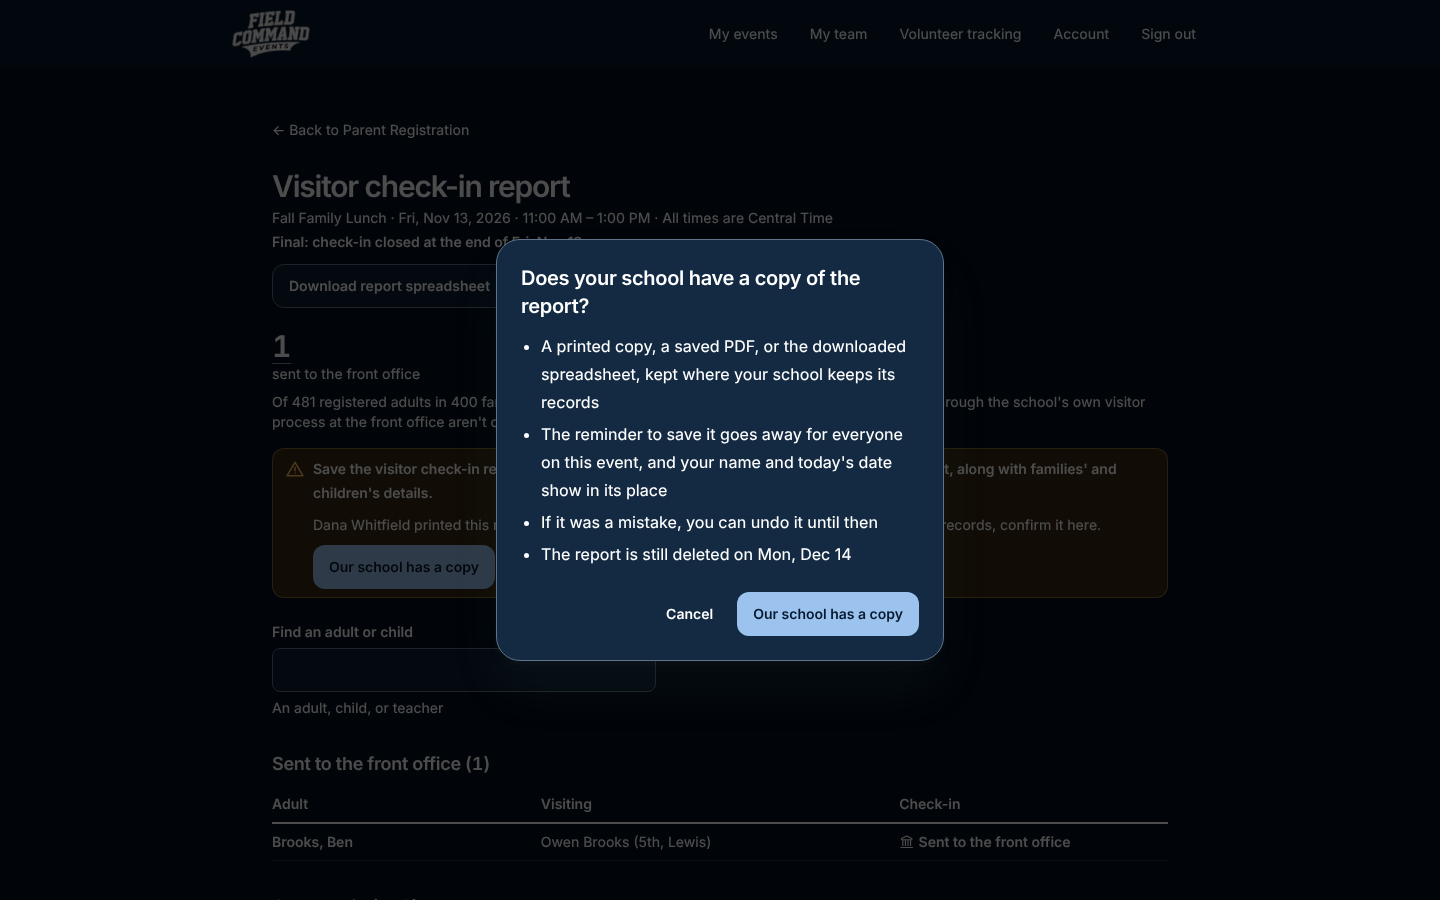 FIELD
COMMAND
EVENTS
My events
My team
Volunteer tracking
Account
Sign out
← Back to Parent Registration
Visitor check-in report
Fall Family Lunch · Fri, Nov 13, 2026 · 11:00 AM – 1:00 PM · All times are Central Time
Final: check-in closed at the end of
Download report spreadsheet
1
sent to the front office
Of 481 registered adults in 400
rough the school's own visitor
process at the front office aren't
Save the visitor check-in
t, along with families' and
children's details.
Dana Whitfield printed this
records, confirm it here.
Our school has a copy
Does your school have a copy of the
report?
• A printed copy, a saved PDF, or the downloaded
spreadsheet, kept where your school keeps its
records
• The reminder to save it goes away for everyone
on this event, and your name and today's date
show in its place
• If it was a mistake, you can undo it until then
• The report is still deleted on Mon, Dec 14
Cancel
Our school has a copy
Find an adult or child
An adult, child, or teacher
Sent to the front office (1)
Adult
Visiting
Check-in
Brooks, Ben
Owen Brooks (5th, Lewis)
Sent to the front office